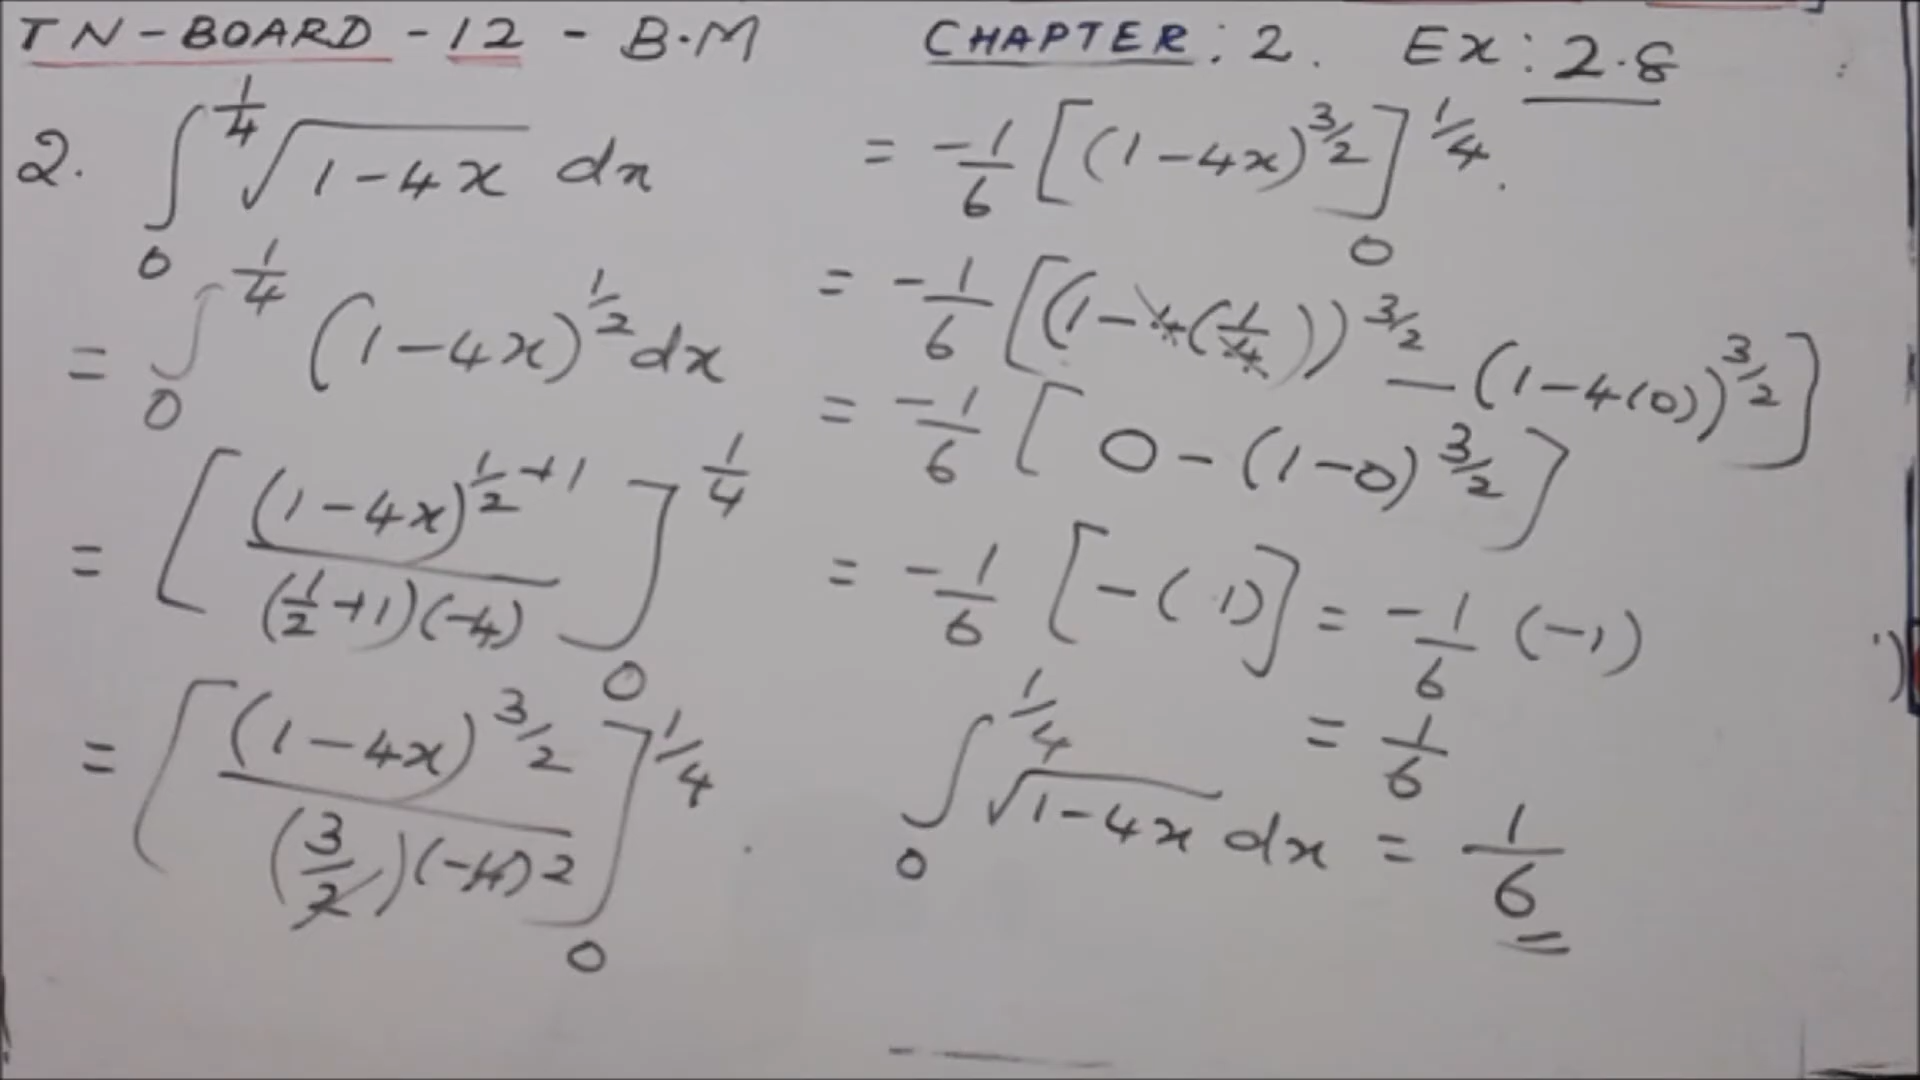 TN-BOARD-12 - B.M CHAPTER: 2. Ex: 2.8
2. ∫₀^{1/4} √(1-4x) dx
= ∫₀^{1/4} (1-4x)^{1/2} dx
= [(1-4x)^{1/2+1} / (1/2+1)(-4)]₀^{1/4}
= [(1-4x)^{3/2} / (3/2)(-4)2]₀^{1/4}
= -1/6 [(1-4x)^{3/2}]₀^{1/4}.
= -1/6 [(1-4(1/4))^{3/2} - (1-4(0))^{3/2}]
= -1/6 [0-(1-0)^{3/2}]
= -1/6 [-(1)] = -1/6 (-1)
= 1/6
∫₀^{1/4} √(1-4x) dx = 1/6